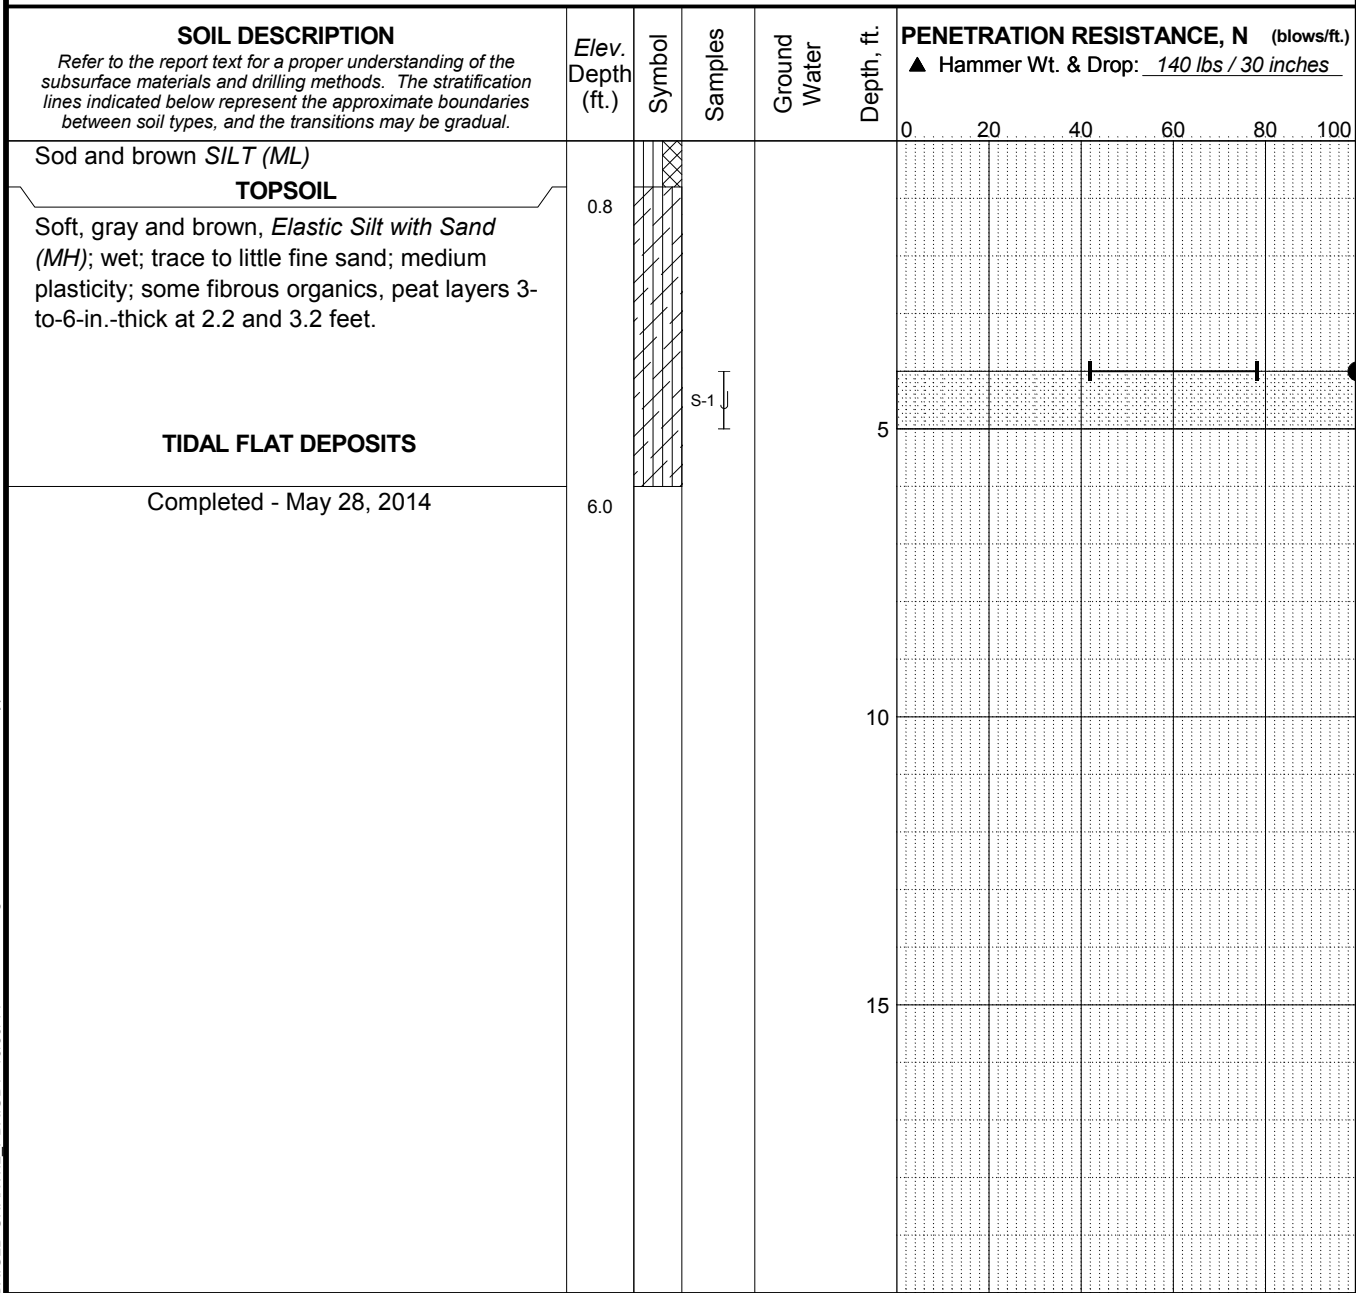 SOIL DESCRIPTION
Refer to the report text for a proper understanding of the
subsurface materials and drilling methods. The stratification
lines indicated below represent the approximate boundaries
between soil types, and the transitions may be gradual.
Elev.
Depth
(ft.)
Symbol
Samples
Ground
Water
Depth, ft.
PENETRATION RESISTANCE, N (blows/ft.)
▲ Hammer Wt. & Drop: 140 lbs / 30 inches
0 20 40 60 80 100
Sod and brown SILT (ML)
TOPSOIL
0.8
Soft, gray and brown, Elastic Silt with Sand
(MH); wet; trace to little fine sand; medium
plasticity; some fibrous organics, peat layers 3-
to-6-in.-thick at 2.2 and 3.2 feet.
S-1
5
TIDAL FLAT DEPOSITS
Completed - May 28, 2014
6.0
10
15